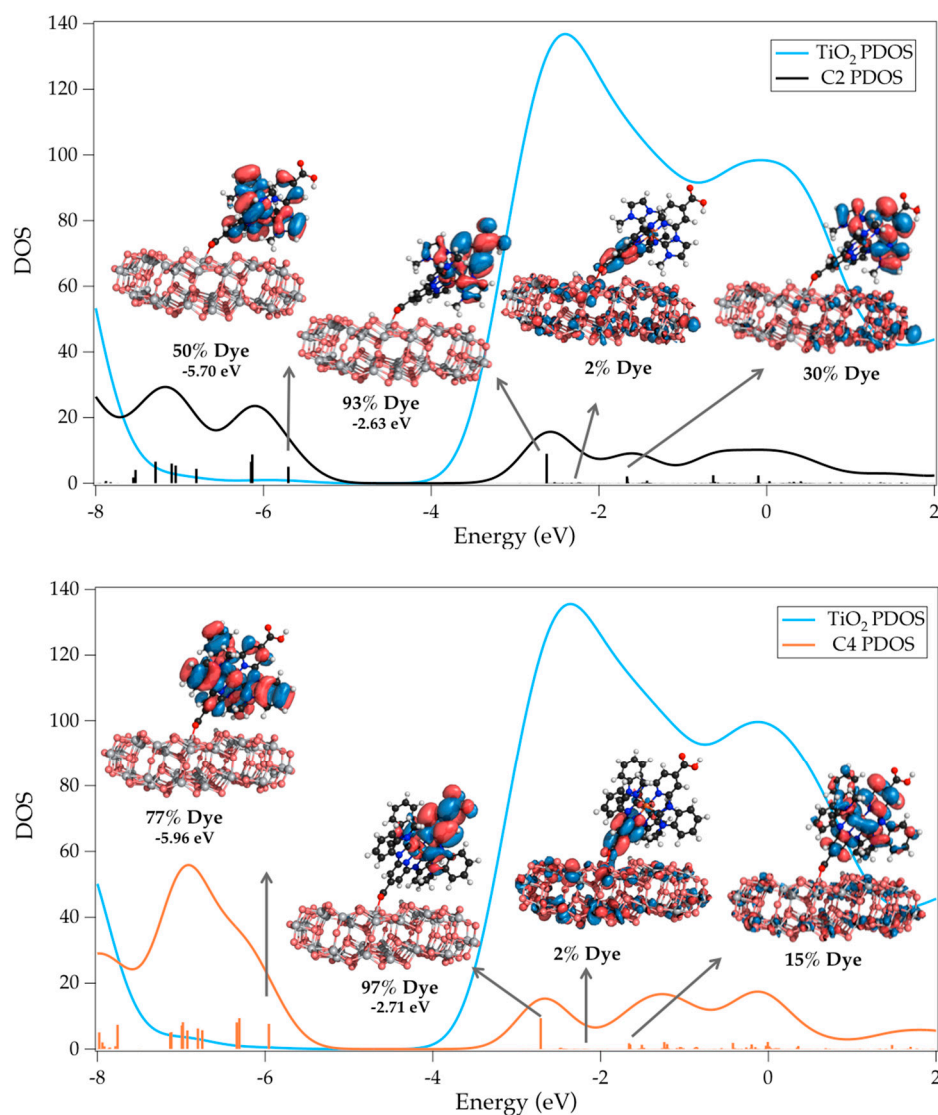 140
120
100
80
60
40
20
0
DOS
TiO₂ PDOS
C2 PDOS
50% Dye
-5.70 eV
93% Dye
-2.63 eV
2% Dye
30% Dye
-8
-6
-4
-2
0
2
Energy (eV)
140
120
100
80
60
40
20
0
DOS
TiO₂ PDOS
C4 PDOS
77% Dye
-5.96 eV
97% Dye
-2.71 eV
2% Dye
15% Dye
-8
-6
-4
-2
0
2
Energy (eV)